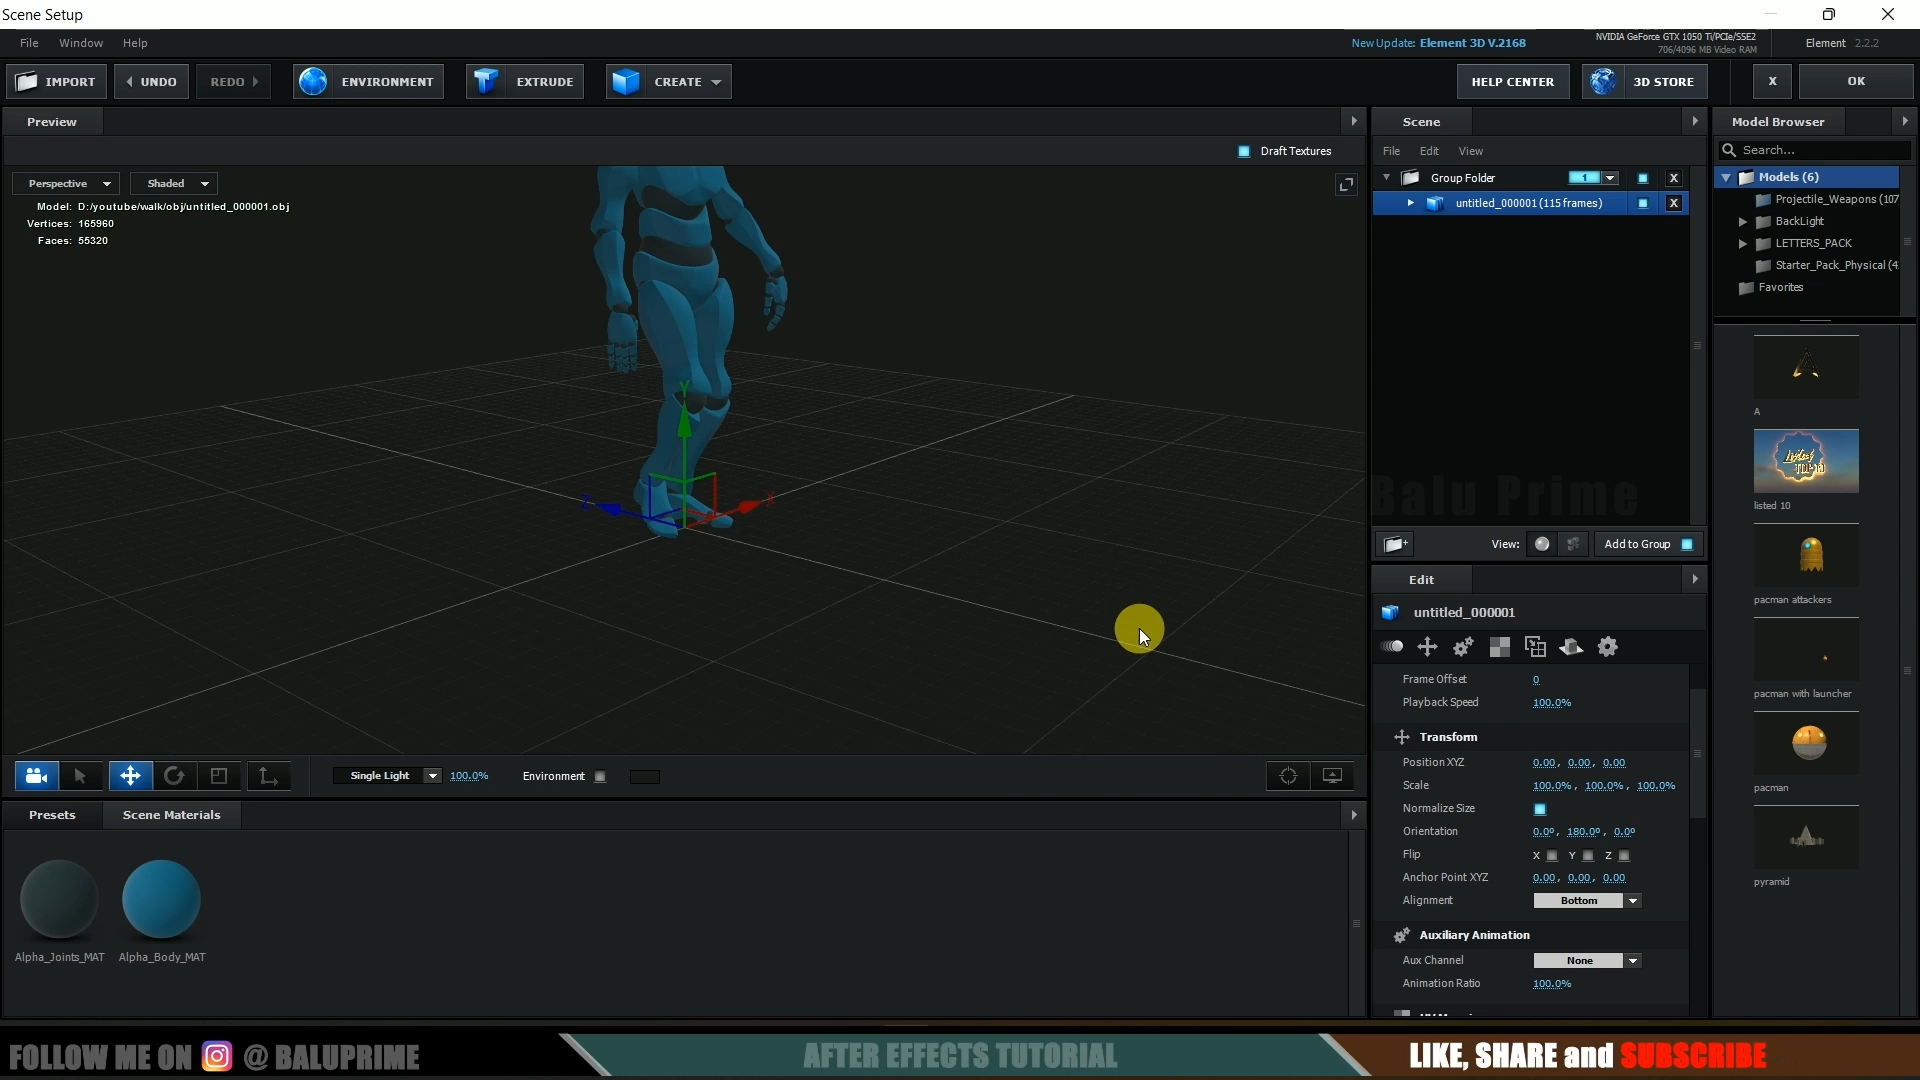 Scene Setup
File Window Help
New Update: Element 3D V.2168
NVIDIA GeForce GTX 1050 Ti/PCIe/SSE2
706/4096 MB Video RAM
Element 2.2.2
IMPORT UNDO REDO ENVIRONMENT EXTRUDE CREATE HELP CENTER 3D STORE X OK
Preview
Draft Textures
Perspective Shaded
Model: D:/youtube/walk/obj/untitled_000001.obj
Vertices: 165960
Faces: 55320
Y
Z
X
Single Light 100.0% Environment
Presets Scene Materials
Alpha_Joints_MAT Alpha_Body_MAT
Scene
File Edit View
Group Folder 1 X
untitled_000001 (115 frames) X
Balu Prime
View: Add to Group
Edit
untitled_000001
Frame Offset 0
Playback Speed 100.0%
Transform
Position XYZ 0.00, 0.00, 0.00
Scale 100.0%, 100.0%, 100.0%
Normalize Size
Orientation 0.0°, 180.0°, 0.0°
Flip X Y Z
Anchor Point XYZ 0.00, 0.00, 0.00
Alignment Bottom
Auxiliary Animation
Aux Channel None
Animation Ratio 100.0%
Model Browser
Search...
Models (6)
Projectile_Weapons (107
BackLight
LETTERS_PACK
Starter_Pack_Physical (4
Favorites
A
listed 10
pacman attackers
pacman with launcher
pacman
pyramid
FOLLOW ME ON @ BALUPRIME
AFTER EFFECTS TUTORIAL
LIKE, SHARE and SUBSCRIBE